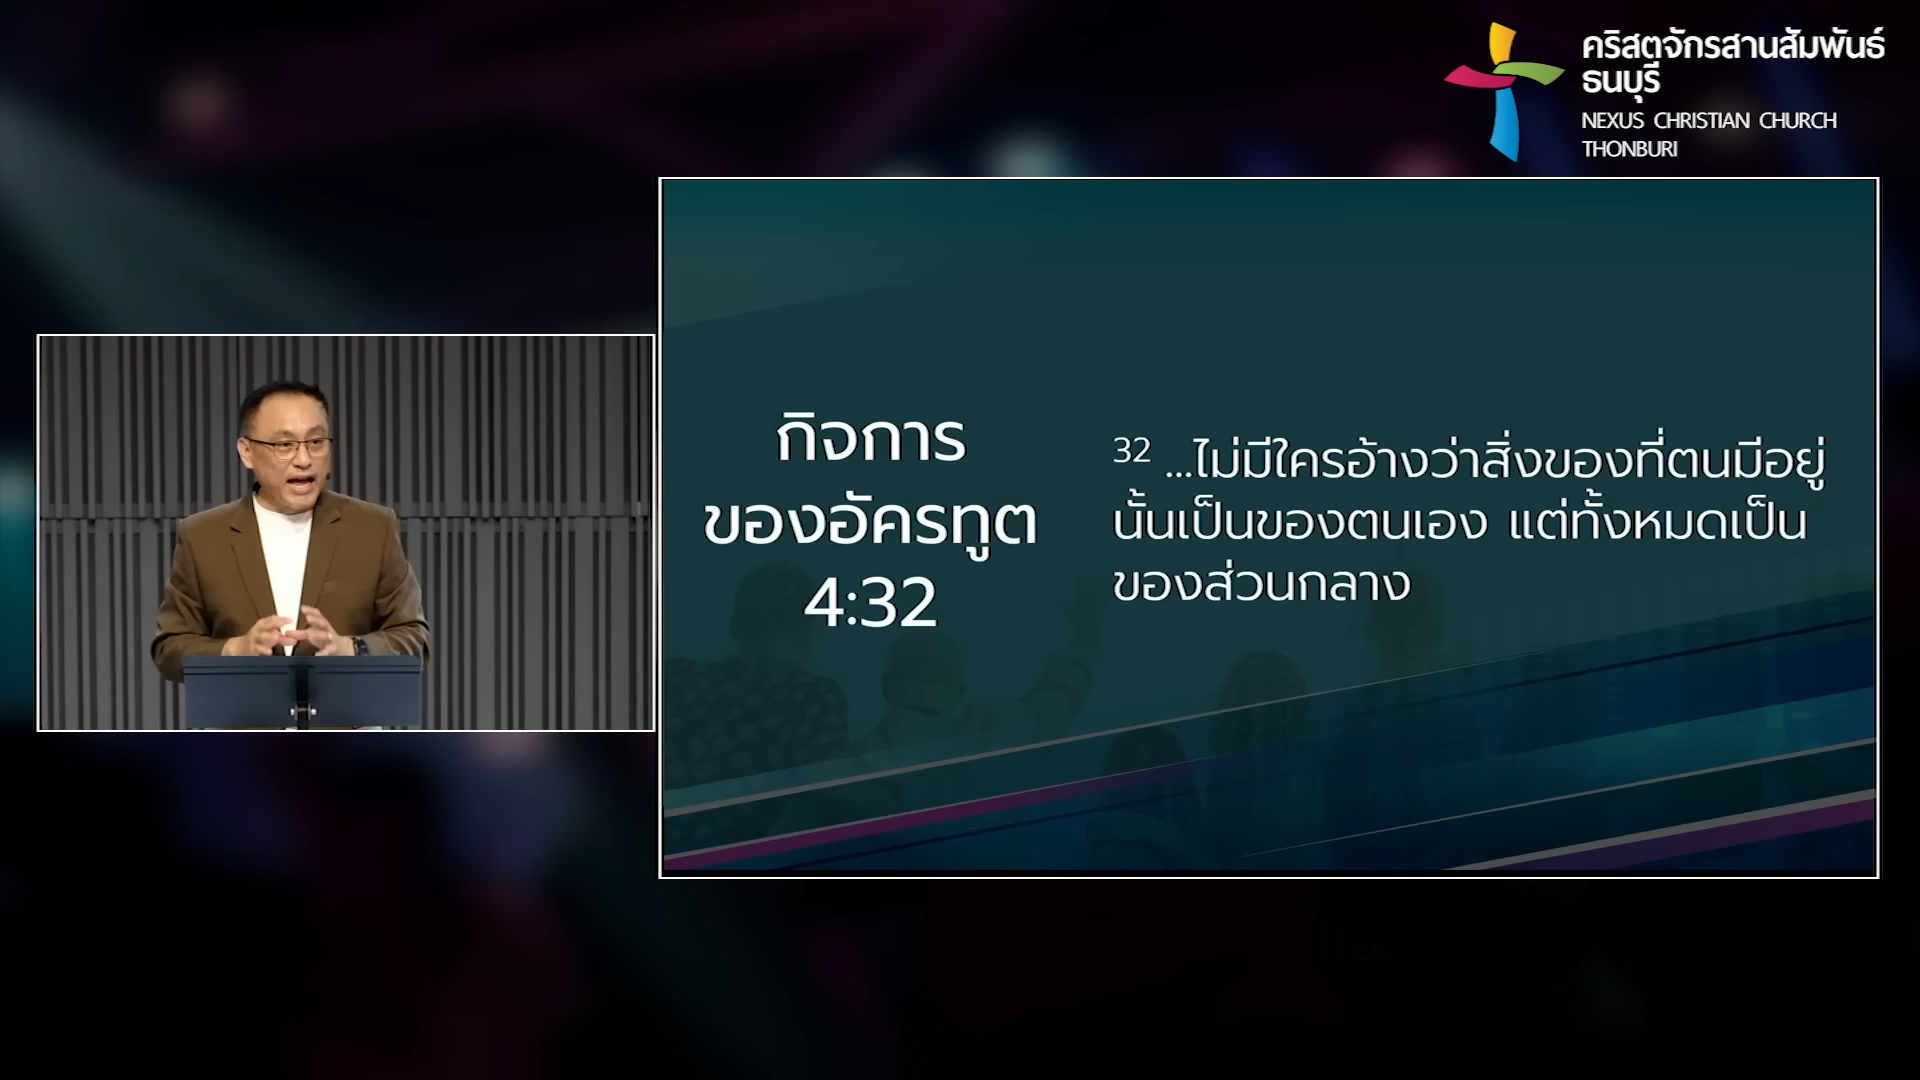 คริสตจักรสานสัมพันธ์
ธนบุรี
NEXUS CHRISTIAN CHURCH
THONBURI
กิจการ
ของอัครทูต
4:32
32 ...ไม่มีใครอ้างว่าสิ่งของที่ตนมีอยู่
นั้นเป็นของตนเอง แต่ทั้งหมดเป็น
ของส่วนกลาง